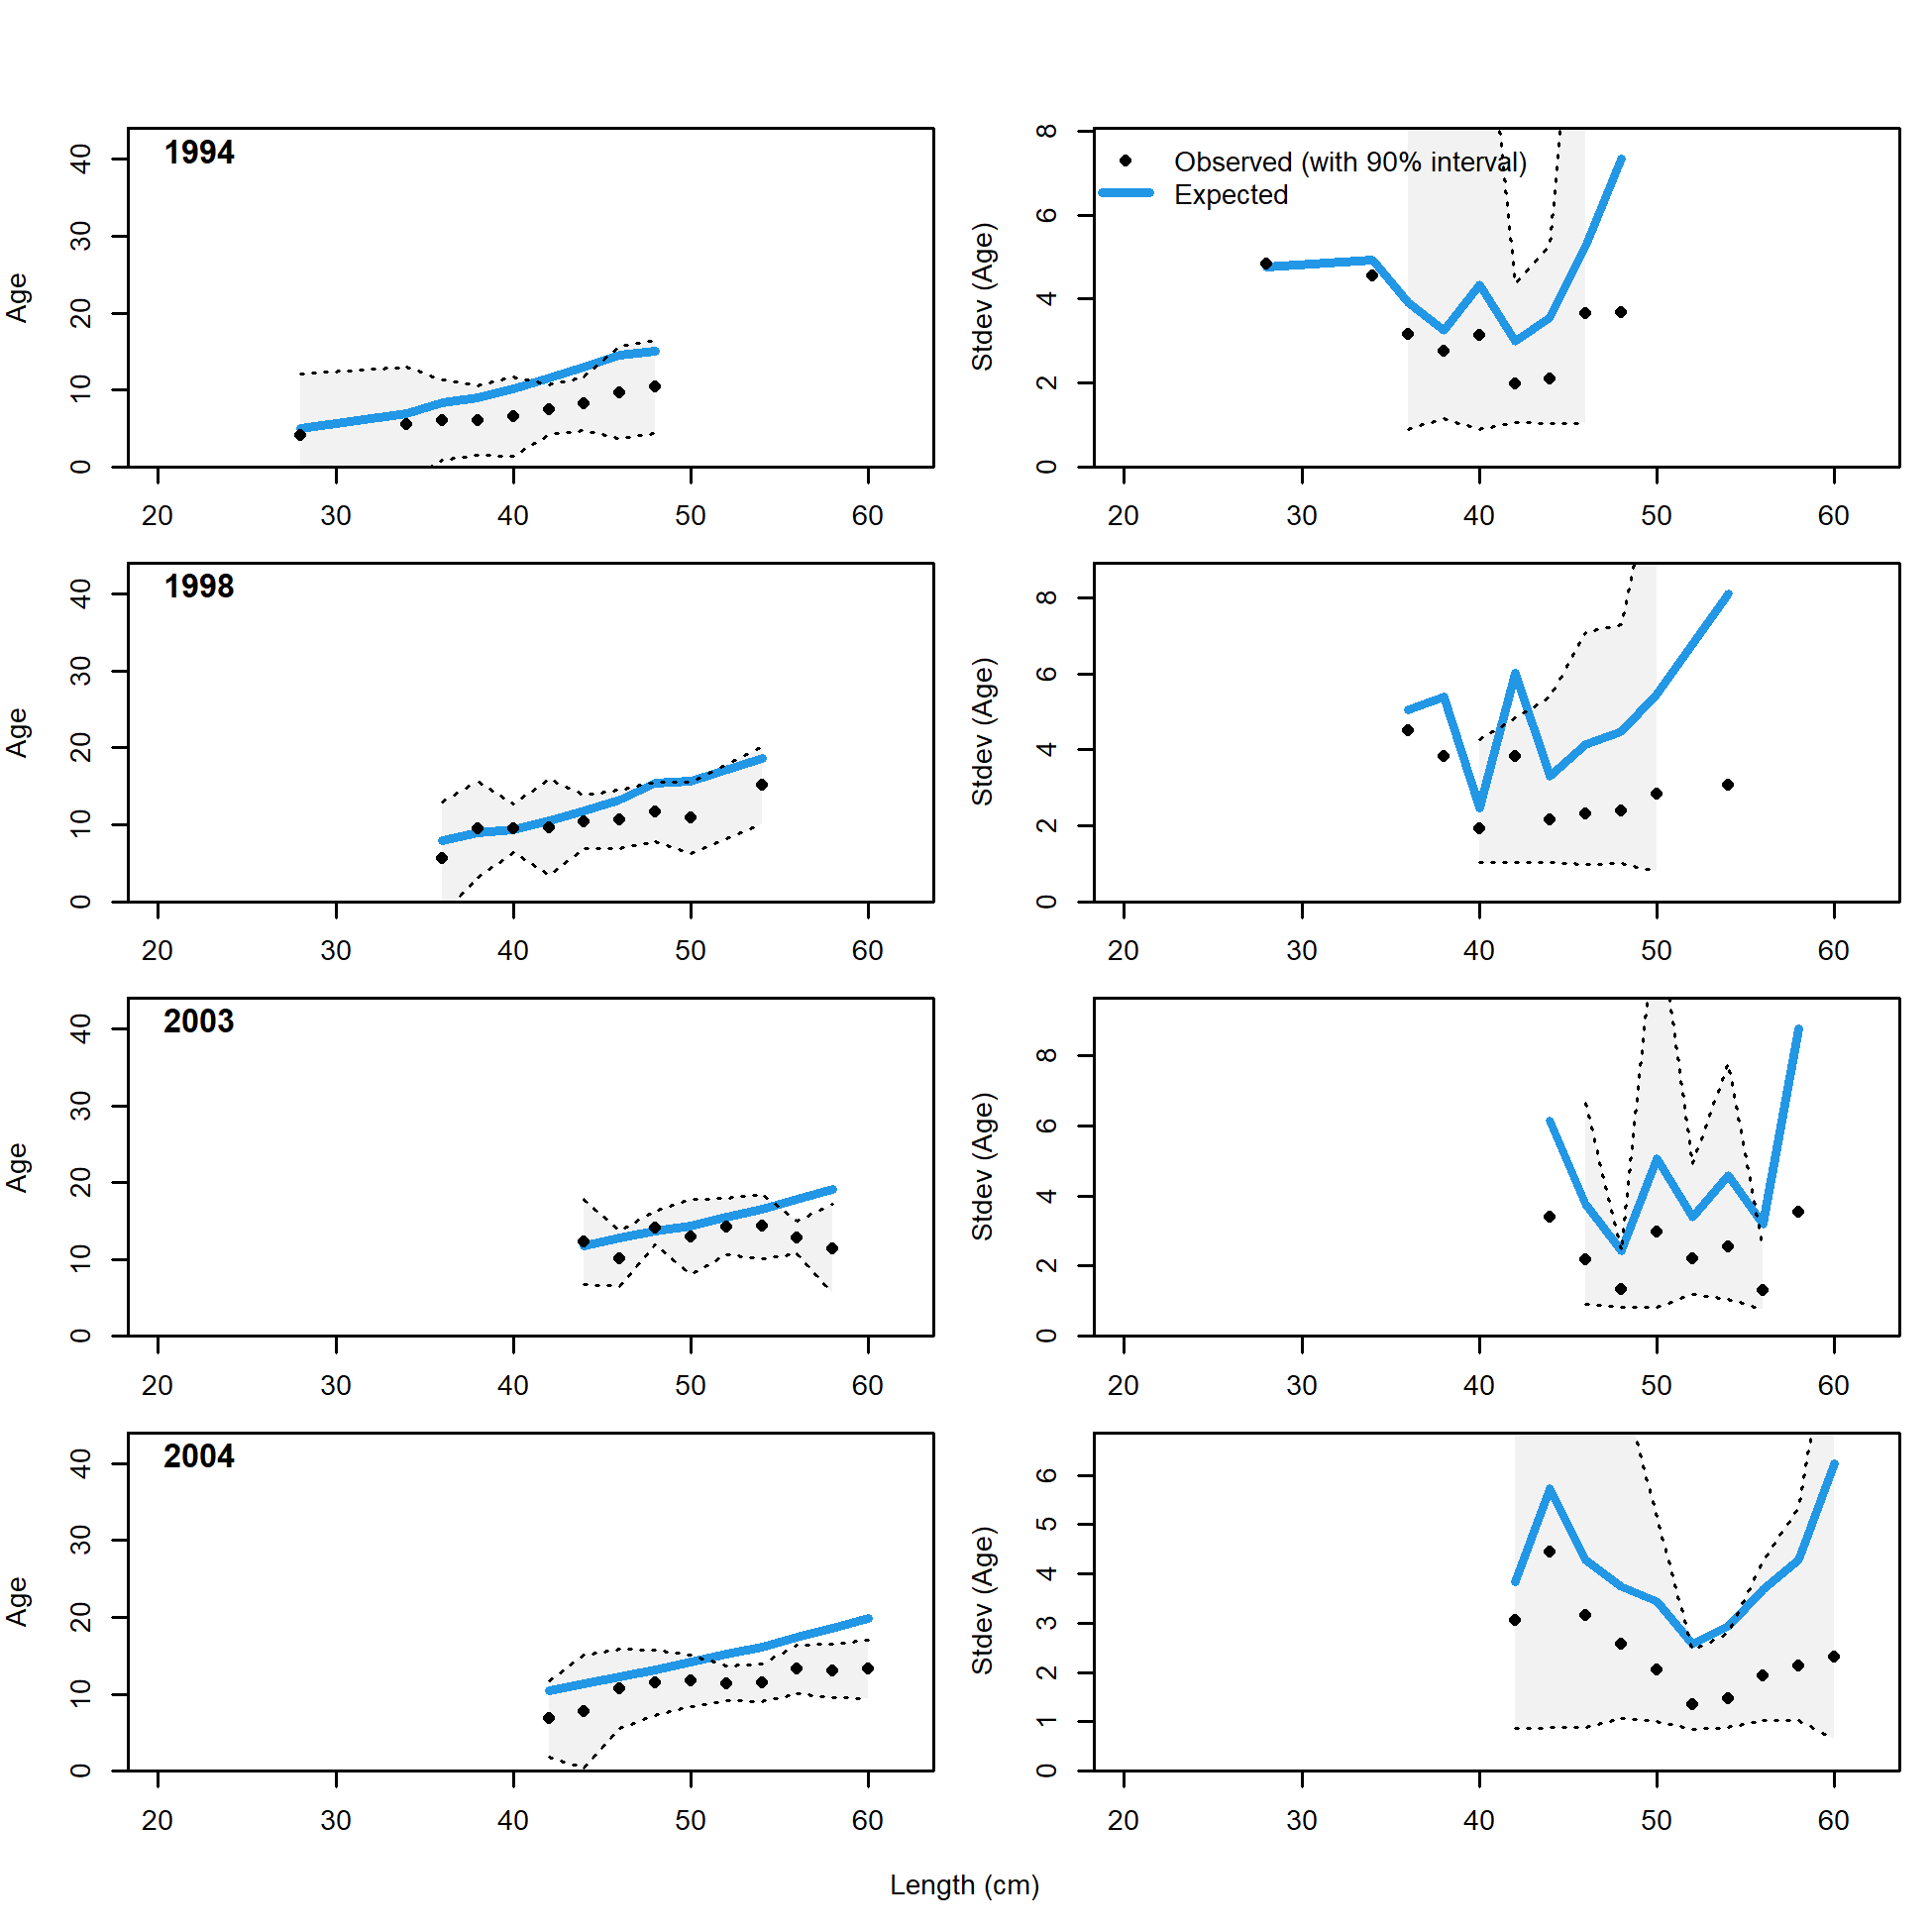 1994
Age
0 10 20 30 40
20 30 40 50 60
Observed (with 90% interval)
Expected
Stdev (Age)
0 2 4 6 8
20 30 40 50 60
1998
Age
0 10 20 30 40
20 30 40 50 60
Stdev (Age)
0 2 4 6 8
20 30 40 50 60
2003
Age
0 10 20 30 40
20 30 40 50 60
Stdev (Age)
0 2 4 6 8
20 30 40 50 60
2004
Age
0 10 20 30 40
20 30 40 50 60
Stdev (Age)
0 1 2 3 4 5 6
20 30 40 50 60
Length (cm)